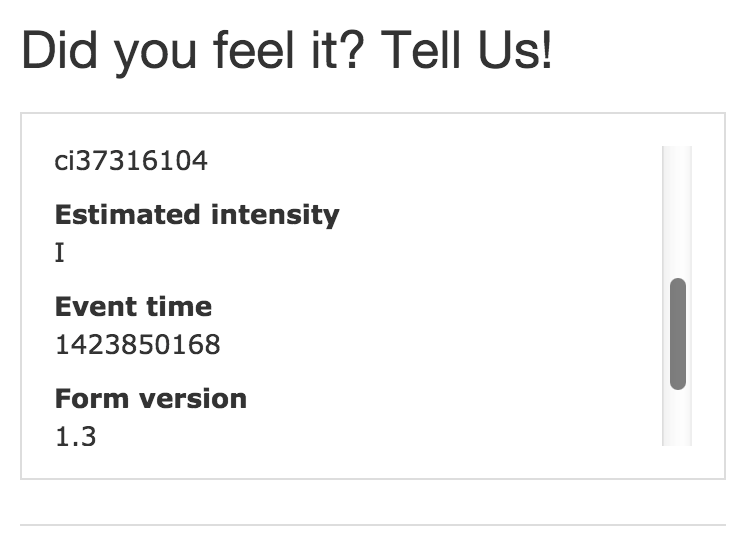 Did you feel it? Tell Us!
ci37316104
Estimated intensity
I
Event time
1423850168
Form version
1.3